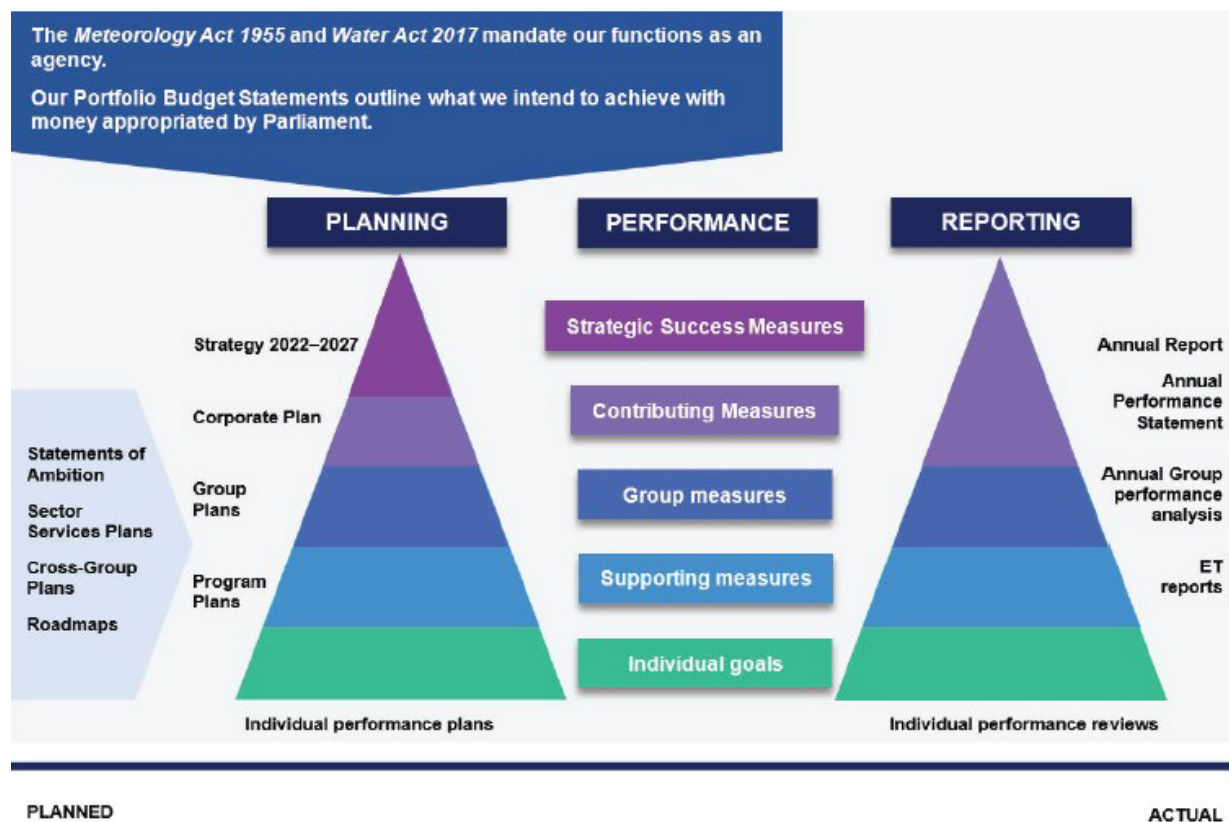 The Meteorology Act 1955 and Water Act 2017 mandate our functions as an
agency.
Our Portfolio Budget Statements outline what we intend to achieve with
money appropriated by Parliament.
PLANNING
PERFORMANCE
REPORTING
Strategy 2022–2027
Corporate Plan
Group
Plans
Program
Plans
Statements of
Ambition
Sector
Services Plans
Cross-Group
Plans
Roadmaps
Individual performance plans
Strategic Success Measures
Contributing Measures
Group measures
Supporting measures
Individual goals
Annual Report
Annual
Performance
Statement
Annual Group
performance
analysis
ET
reports
Individual performance reviews
PLANNED
ACTUAL